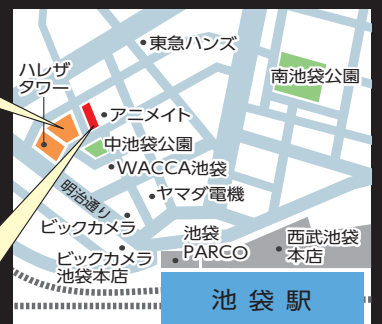 東急ハンズ
ハレザ
タワー
南池袋公園
アニメイト
中池袋公園
WACCA池袋
明治通り
ヤマダ電機
ビックカメラ
池袋
PARCO
西武池袋
本店
ビックカメラ
池袋本店
池袋駅